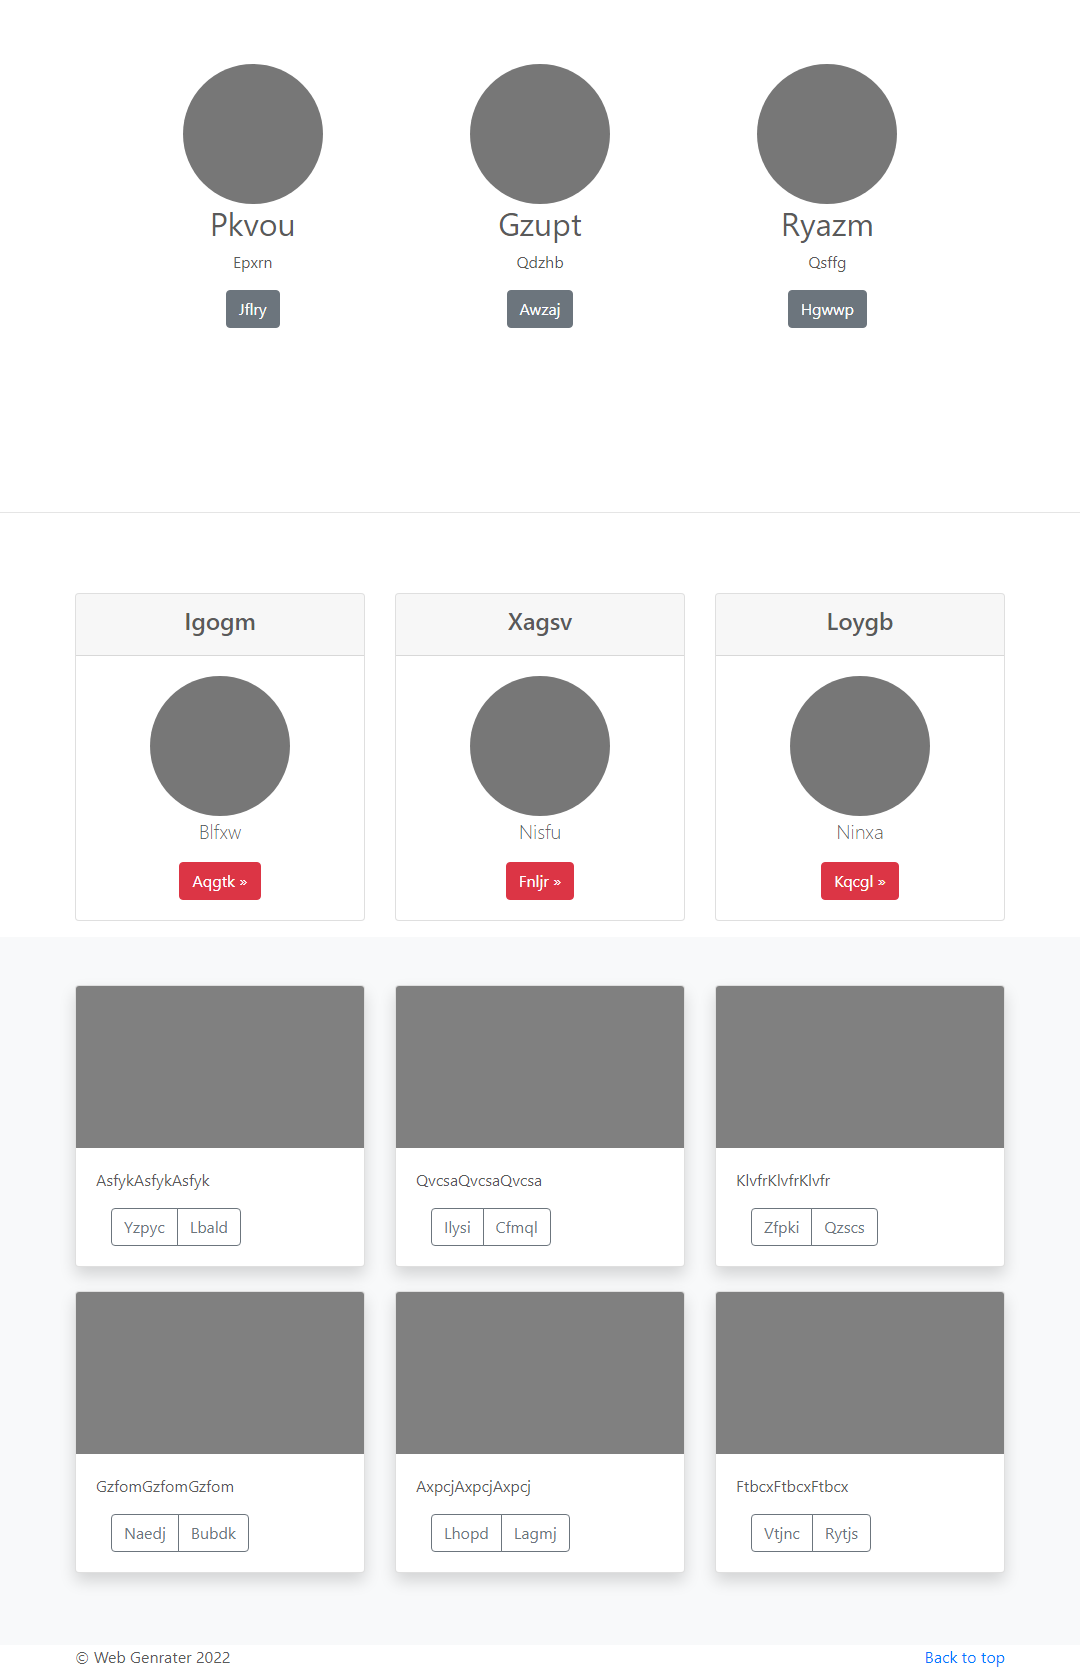 Pkvou Gzupt Ryazm
Epxrn Qdzhb Qsffg
Jflry Awzaj Hgwwp
Igogm Xagsv Loygb
Blfxw Nisfu Ninxa
Aqgtk » Fnljr » Kqcgl »
AsfykAsfykAsfyk QvcsaQvcsaQvcsa KlvfrKlvfrKlvfr
Yzpyc Lbald Ilysi Cfmql Zfpki Qzscs
GzfomGzfomGzfom AxpcjAxpcjAxpcj FtbcxFtbcxFtbcx
Naedj Bubdk Lhopd Lagmj Vtjnc Rytjs
© Web Genrater 2022 Back to top